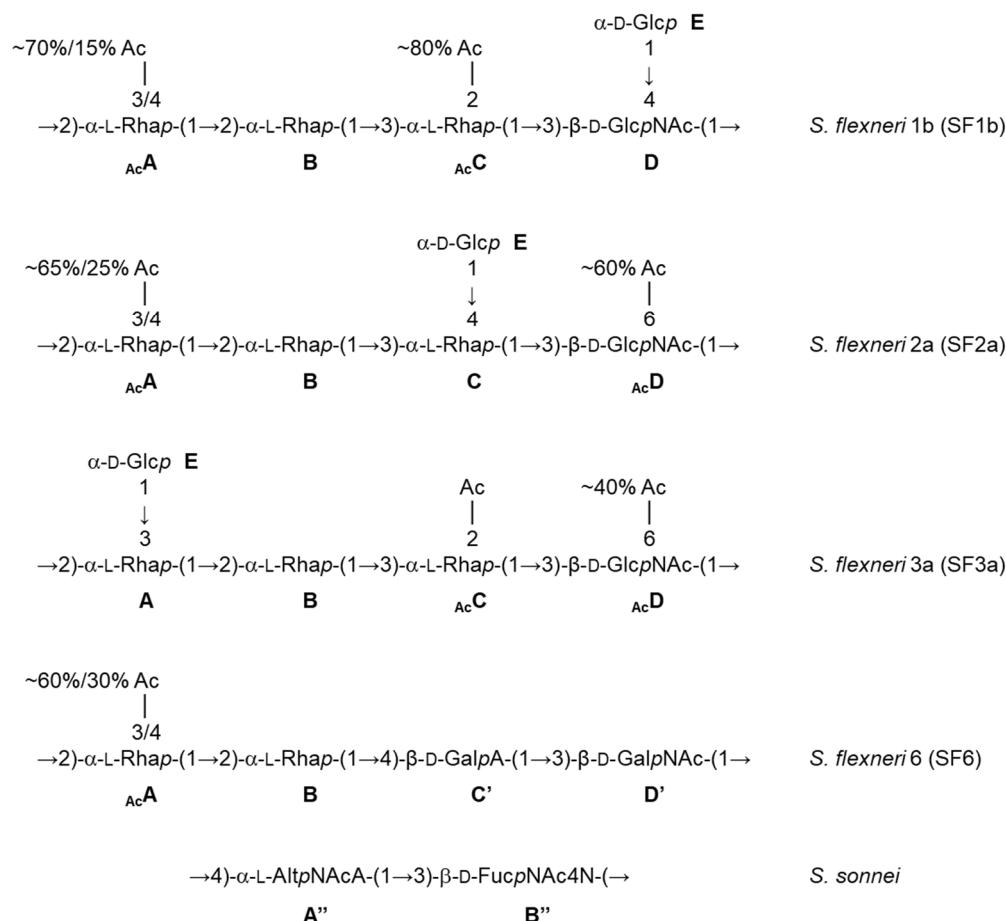 α-D-Glcp E
~70%/15% Ac ~80% Ac 1
| | ↓
3/4 2 4
→2)-α-L-Rhap-(1→2)-α-L-Rhap-(1→3)-α-L-Rhap-(1→3)-β-D-GlcpNAc-(1→ S. flexneri 1b (SF1b)
AcA B AcC D
α-D-Glcp E
~65%/25% Ac 1 ~60% Ac
| ↓ |
3/4 4 6
→2)-α-L-Rhap-(1→2)-α-L-Rhap-(1→3)-α-L-Rhap-(1→3)-β-D-GlcpNAc-(1→ S. flexneri 2a (SF2a)
AcA B C AcD
α-D-Glcp E
1 Ac ~40% Ac
↓ | |
3 2 6
→2)-α-L-Rhap-(1→2)-α-L-Rhap-(1→3)-α-L-Rhap-(1→3)-β-D-GlcpNAc-(1→ S. flexneri 3a (SF3a)
A B AcC AcD
~60%/30% Ac
|
3/4
→2)-α-L-Rhap-(1→2)-α-L-Rhap-(1→4)-β-D-GalpA-(1→3)-β-D-GalpNAc-(1→ S. flexneri 6 (SF6)
AcA B C’ D’
→4)-α-L-AltpNAcA-(1→3)-β-D-FucpNAc4N-(→ S. sonnei
A’’ B’’